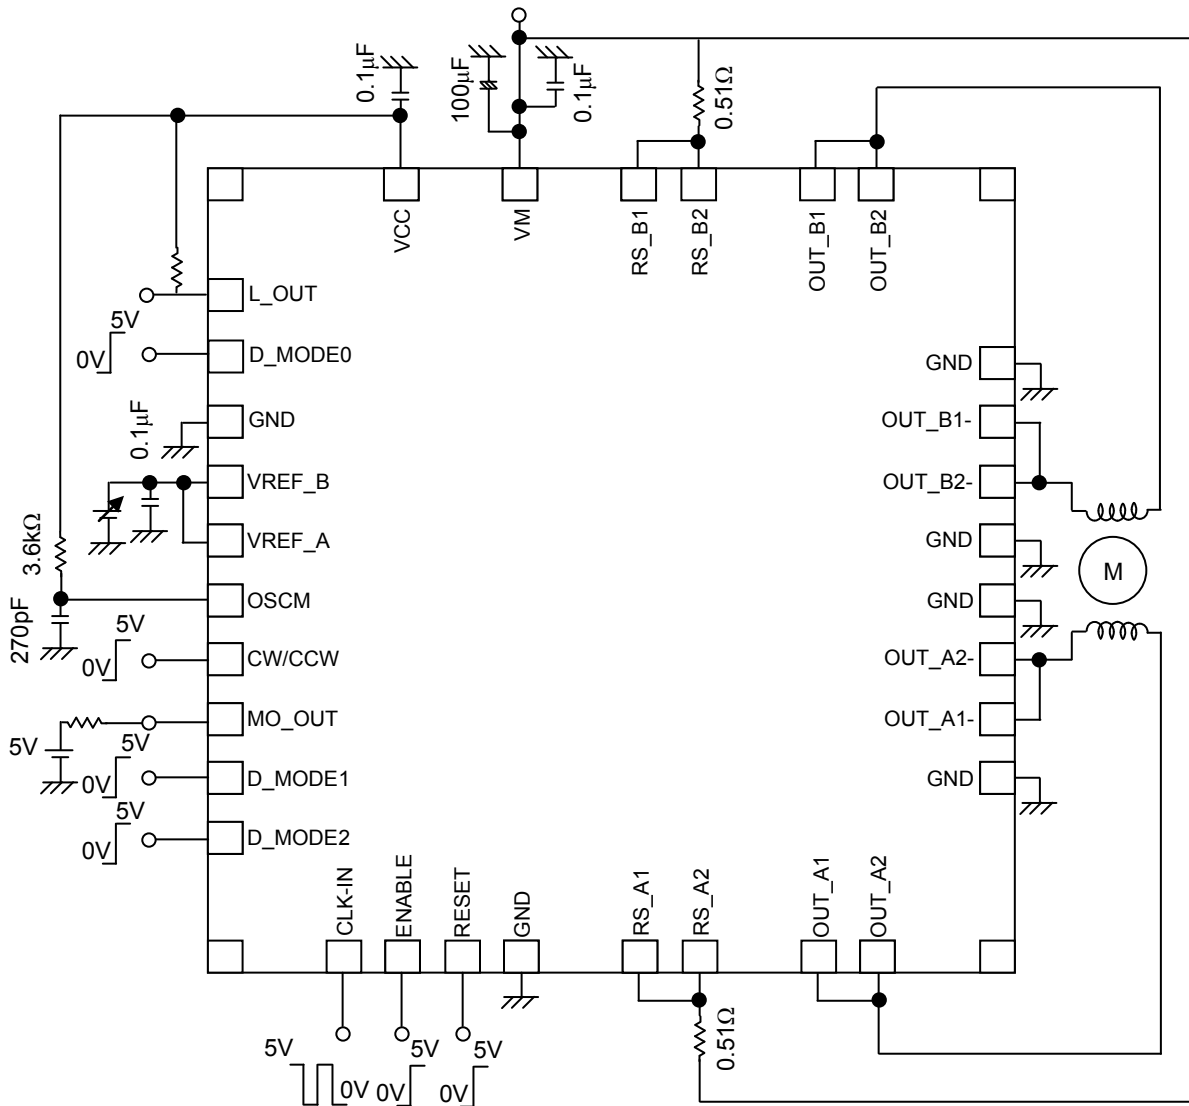 0.1μF
100μF
0.1μF
0.51Ω
VCC
VM
RS_B1
RS_B2
OUT_B1
OUT_B2
L_OUT
5V
0V
D_MODE0
GND
0.1μF
GND
OUT_B1-
VREF_B
OUT_B2-
3.6kΩ
VREF_A
GND
M
OSCM
GND
270pF
5V
0V
CW/CCW
OUT_A2-
MO_OUT
OUT_A1-
5V
5V
0V
D_MODE1
GND
5V
0V
D_MODE2
CLK-IN
ENABLE
RESET
GND
RS_A1
RS_A2
OUT_A1
OUT_A2
0.51Ω
5V
0V
5V
0V
5V
0V